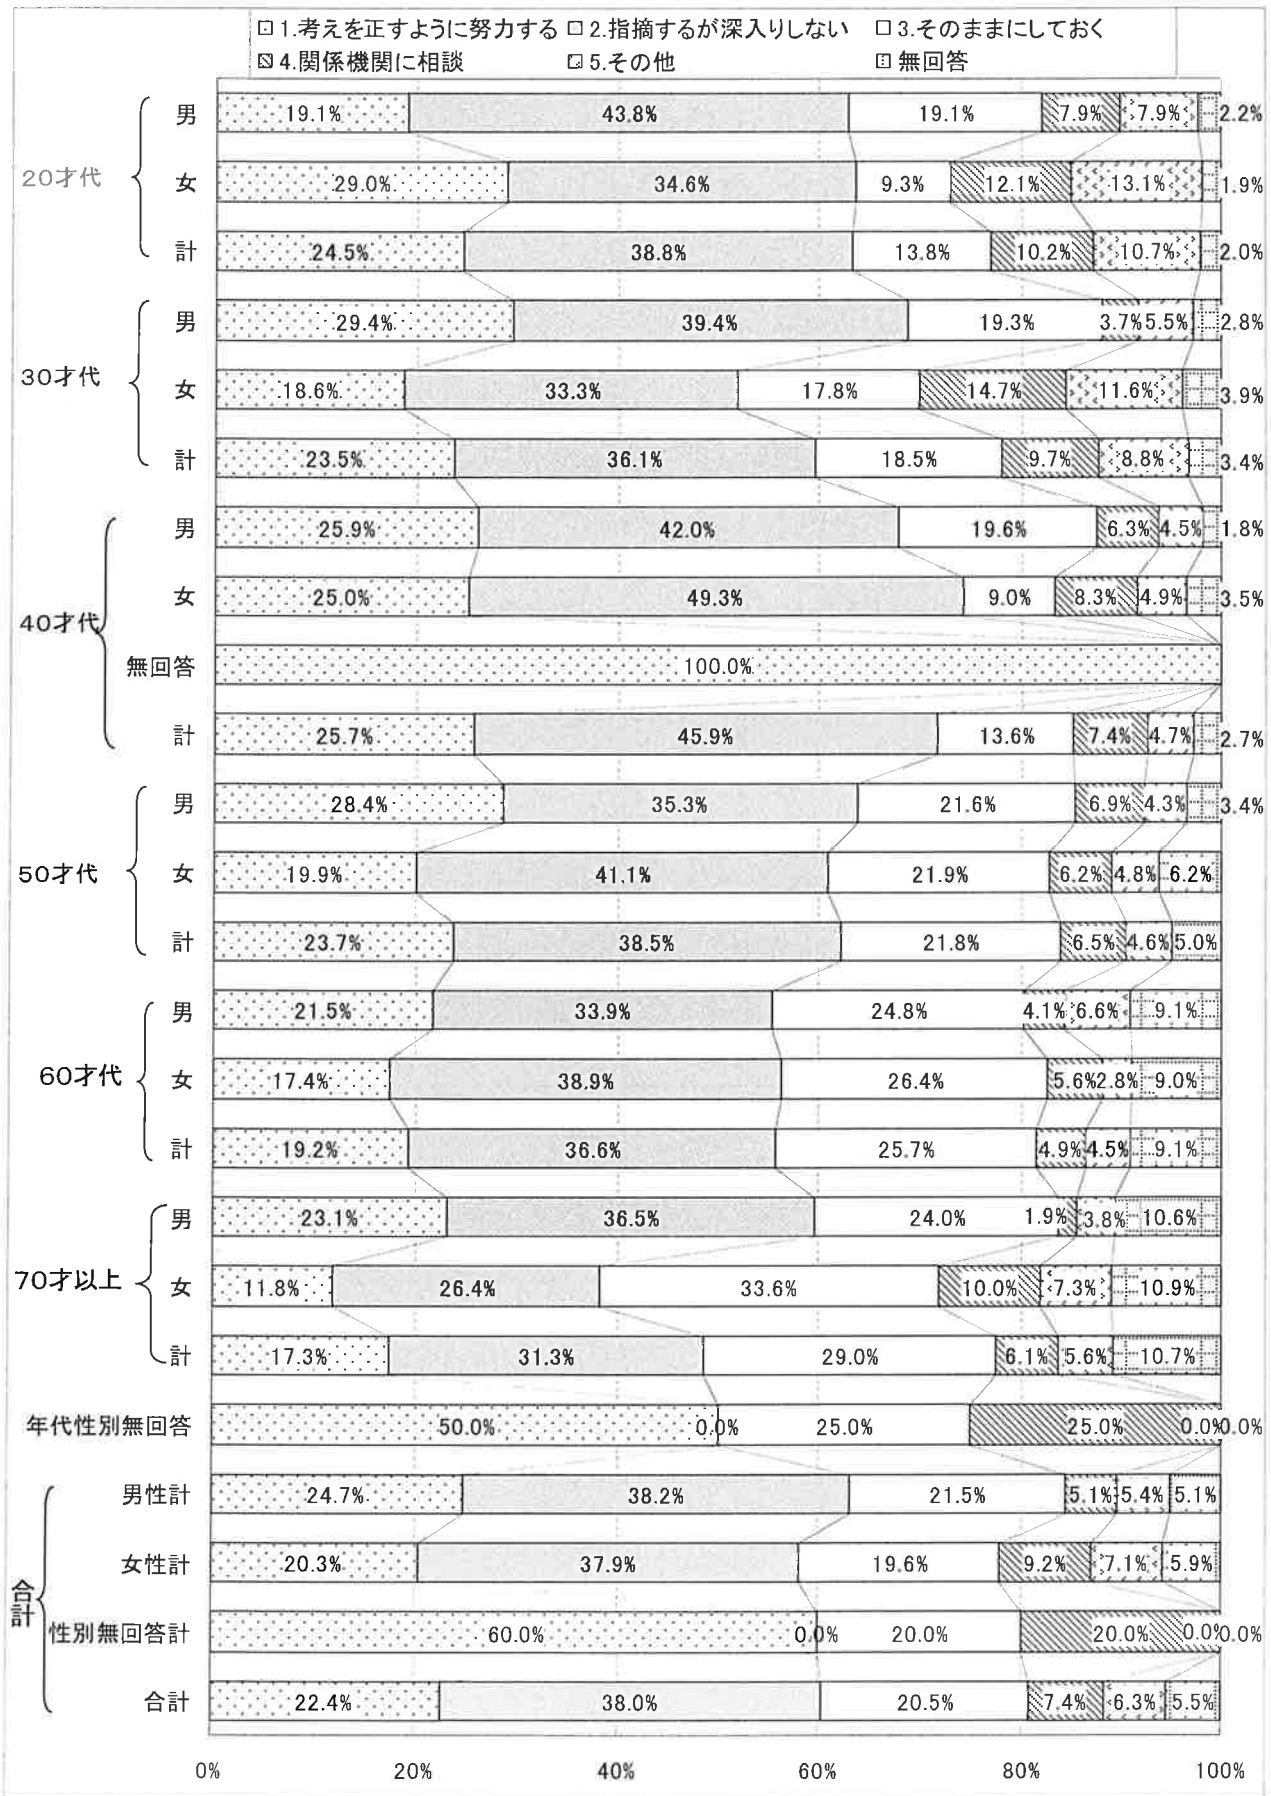 1.考えを正すように努力する 2.指摘するが深入りしない 3.そのままにしておく
4.関係機関に相談 5.その他 無回答
20才代
男 19.1% 43.8% 19.1% 7.9% 7.9% 2.2%
女 29.0% 34.6% 9.3% 12.1% 13.1% 1.9%
計 24.5% 38.8% 13.8% 10.2% 10.7% 2.0%
30才代
男 29.4% 39.4% 19.3% 3.7% 5.5% 2.8%
女 18.6% 33.3% 17.8% 14.7% 11.6% 3.9%
計 23.5% 36.1% 18.5% 9.7% 8.8% 3.4%
40才代
男 25.9% 42.0% 19.6% 6.3% 4.5% 1.8%
女 25.0% 49.3% 9.0% 8.3% 4.9% 3.5%
無回答 100.0%
計 25.7% 45.9% 13.6% 7.4% 4.7% 2.7%
50才代
男 28.4% 35.3% 21.6% 6.9% 4.3% 3.4%
女 19.9% 41.1% 21.9% 6.2% 4.8% 6.2%
計 23.7% 38.5% 21.8% 6.5% 4.6% 5.0%
60才代
男 21.5% 33.9% 24.8% 4.1% 6.6% 9.1%
女 17.4% 38.9% 26.4% 5.6% 2.8% 9.0%
計 19.2% 36.6% 25.7% 4.9% 4.5% 9.1%
70才以上
男 23.1% 36.5% 24.0% 1.9% 3.8% 10.6%
女 11.8% 26.4% 33.6% 10.0% 7.3% 10.9%
計 17.3% 31.3% 29.0% 6.1% 5.6% 10.7%
年代性別無回答 50.0% 0.0% 25.0% 25.0% 0.0% 0.0%
合計
男性計 24.7% 38.2% 21.5% 5.1% 5.4% 5.1%
女性計 20.3% 37.9% 19.6% 9.2% 7.1% 5.9%
性別無回答計 60.0% 0.0% 20.0% 20.0% 0.0% 0.0%
合計 22.4% 38.0% 20.5% 7.4% 6.3% 5.5%
0% 20% 40% 60% 80% 100%